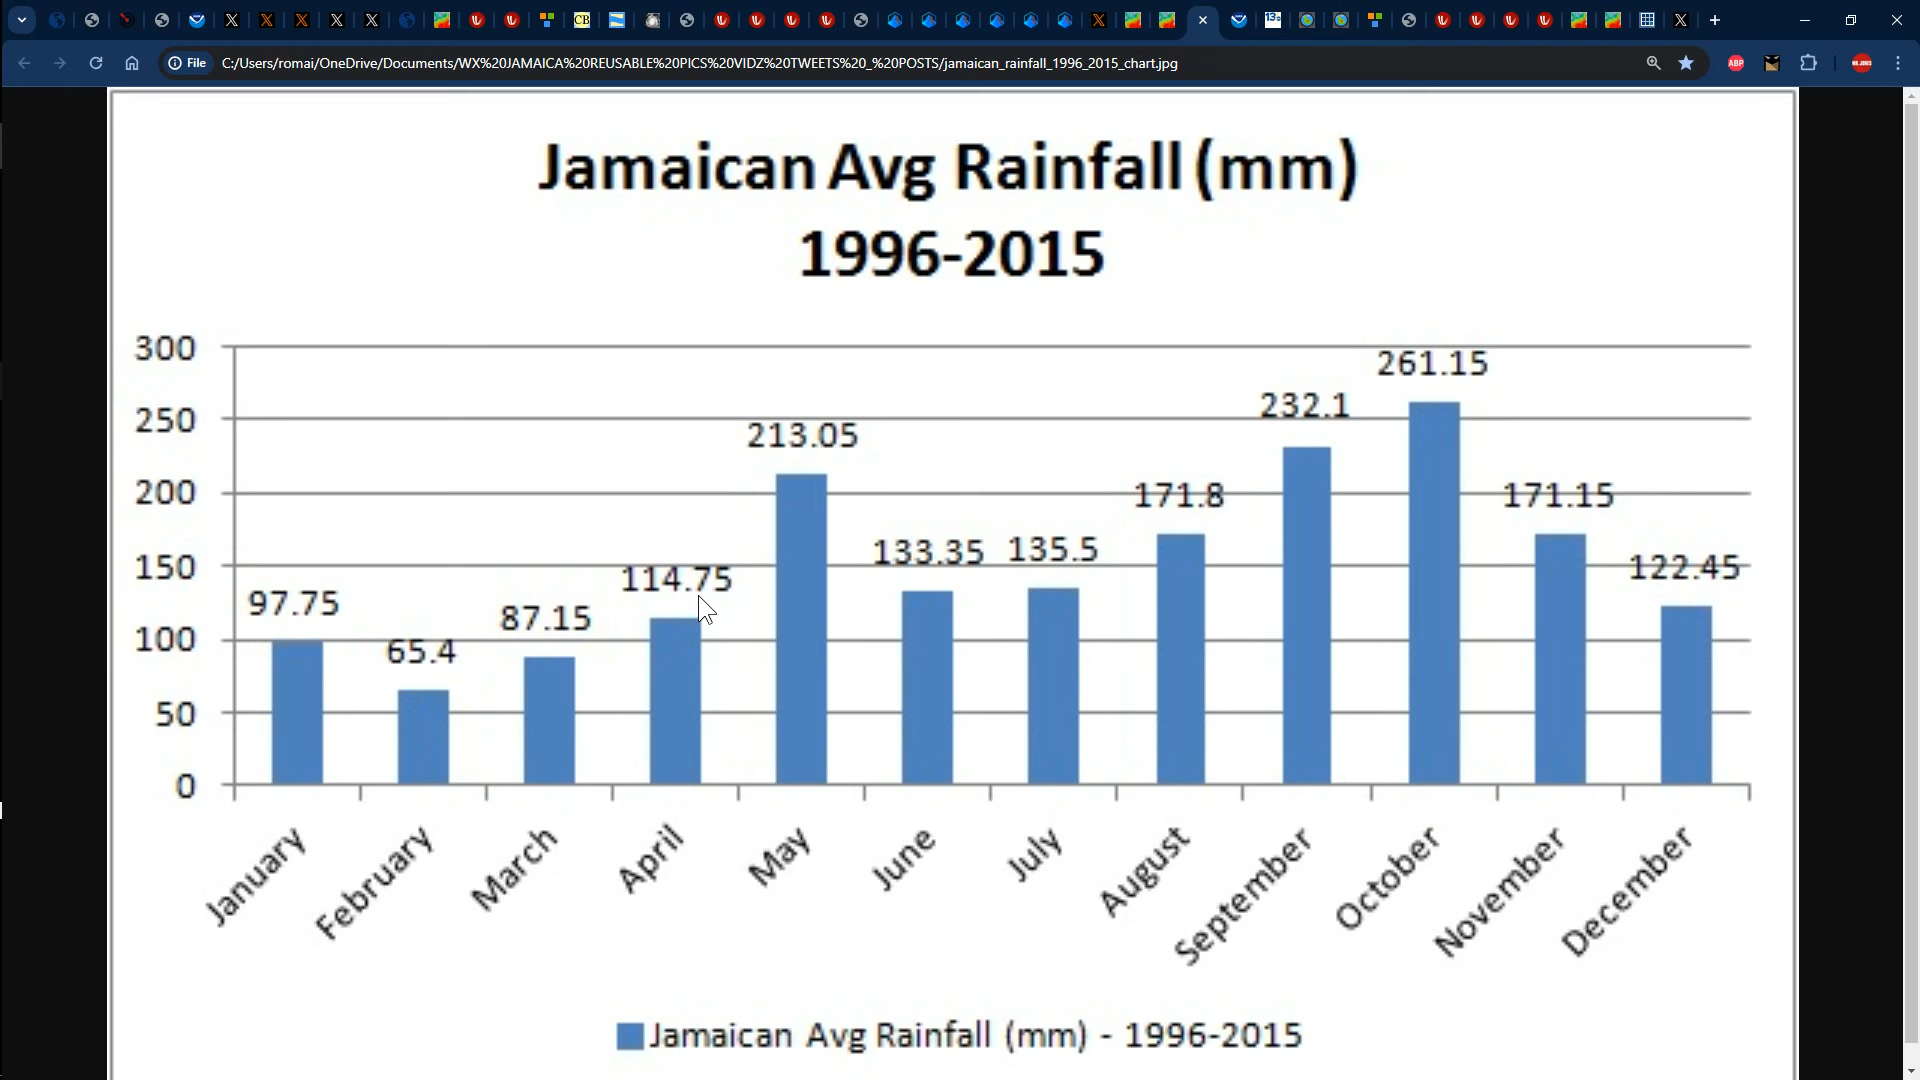 File
C:/Users/romai/OneDrive/Documents/WX%20JAMAICA%20REUSABLE%20PICS%20VIDZ%20TWEETS%20_%20POSTS/jamaican_rainfall_1996_2015_chart.jpg
ABP
Jamaican Avg Rainfall (mm)
1996-2015
300
250
200
150
100
50
0
97.75
65.4
87.15
114.75
213.05
133.35
135.5
171.8
232.1
261.15
171.15
122.45
January
February
March
April
May
June
July
August
September
October
November
December
Jamaican Avg Rainfall (mm) - 1996-2015